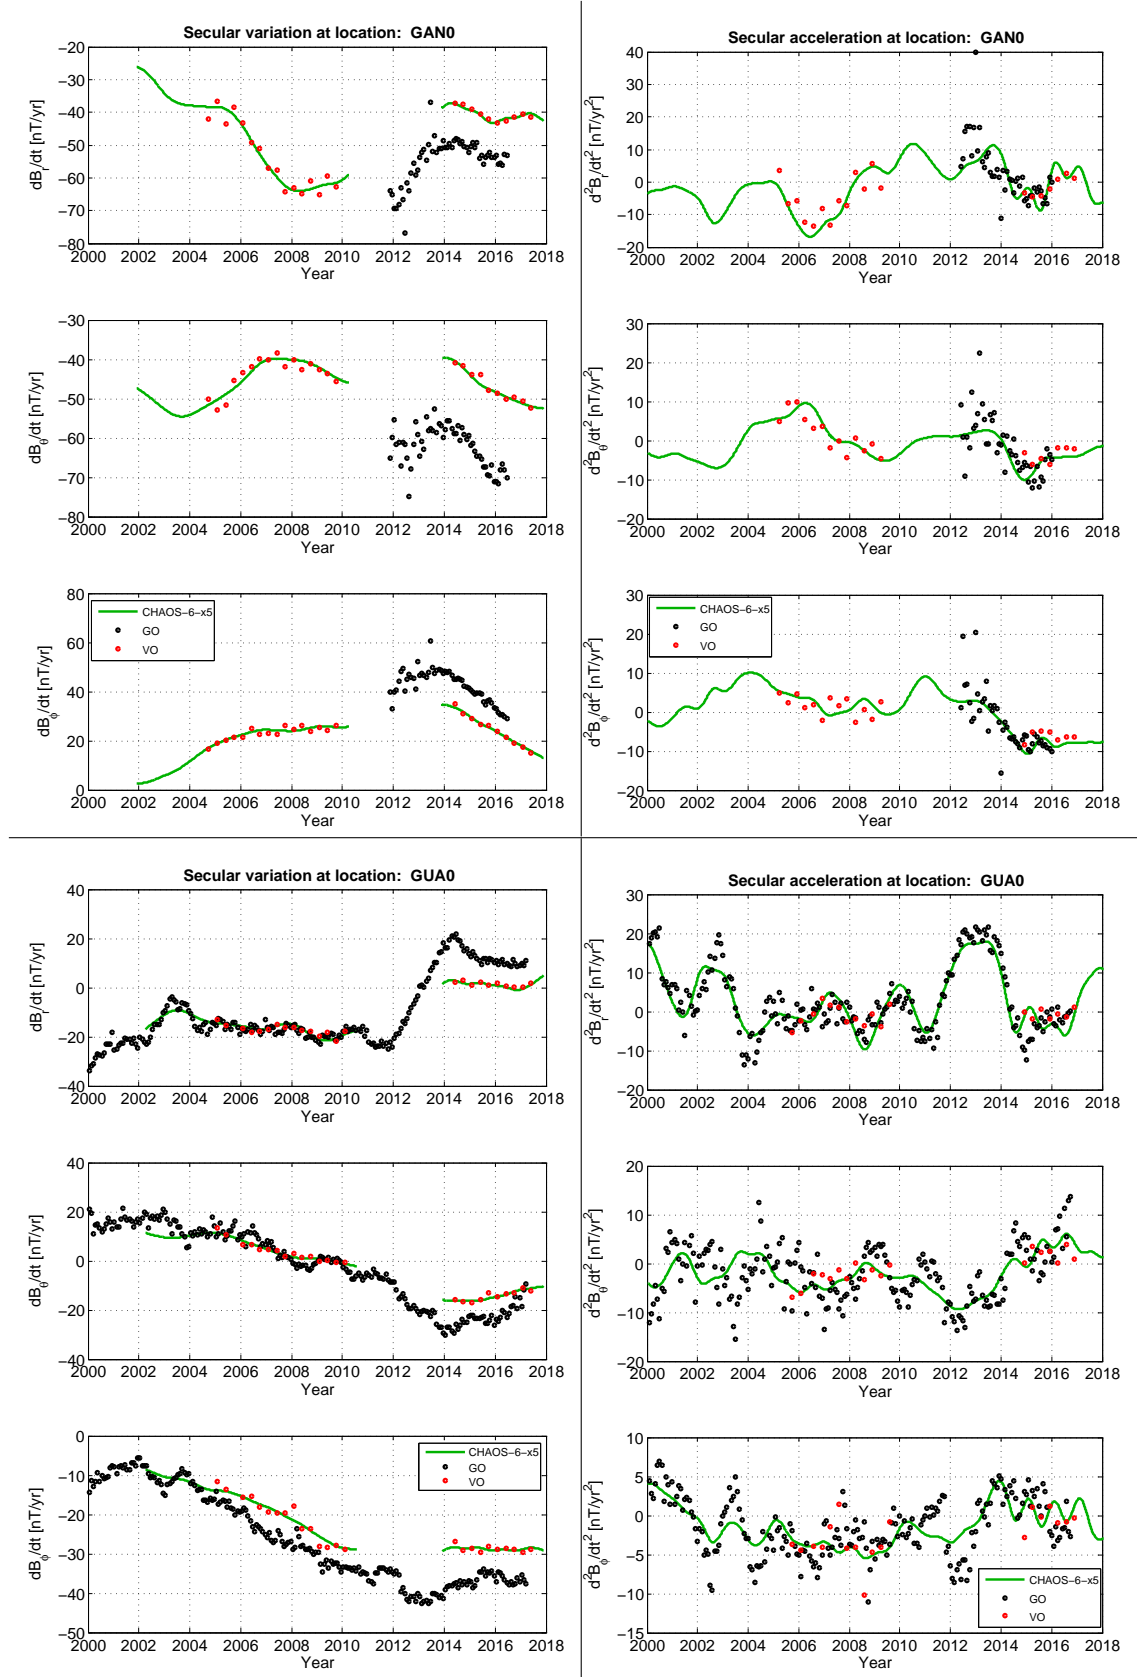 Secular variation at location: GAN0
dB_r/dt [nT/yr]
−20
−30
−40
−50
−60
−70
−80
2000 2002 2004 2006 2008 2010 2012 2014 2016 2018
Year
dB_θ/dt [nT/yr]
−30
−40
−50
−60
−70
−80
2000 2002 2004 2006 2008 2010 2012 2014 2016 2018
Year
dB_ϕ/dt [nT/yr]
80
60
40
20
0
CHAOS−6−x5
GO
VO
2000 2002 2004 2006 2008 2010 2012 2014 2016 2018
Year
Secular acceleration at location: GAN0
d²B_r/dt² [nT/yr²]
40
30
20
10
0
−10
−20
2000 2002 2004 2006 2008 2010 2012 2014 2016 2018
Year
d²B_θ/dt² [nT/yr²]
30
20
10
0
−10
−20
2000 2002 2004 2006 2008 2010 2012 2014 2016 2018
Year
d²B_ϕ/dt² [nT/yr²]
30
20
10
0
−10
−20
CHAOS−6−x5
GO
VO
2000 2002 2004 2006 2008 2010 2012 2014 2016 2018
Year
Secular variation at location: GUA0
dB_r/dt [nT/yr]
40
20
0
−20
−40
2000 2002 2004 2006 2008 2010 2012 2014 2016 2018
Year
dB_θ/dt [nT/yr]
40
20
0
−20
−40
2000 2002 2004 2006 2008 2010 2012 2014 2016 2018
Year
dB_ϕ/dt [nT/yr]
0
−10
−20
−30
−40
−50
CHAOS−6−x5
GO
VO
2000 2002 2004 2006 2008 2010 2012 2014 2016 2018
Year
Secular acceleration at location: GUA0
d²B_r/dt² [nT/yr²]
30
20
10
0
−10
−20
2000 2002 2004 2006 2008 2010 2012 2014 2016 2018
Year
d²B_θ/dt² [nT/yr²]
20
10
0
−10
−20
2000 2002 2004 2006 2008 2010 2012 2014 2016 2018
Year
d²B_ϕ/dt² [nT/yr²]
10
5
0
−5
−10
−15
CHAOS−6−x5
GO
VO
2000 2002 2004 2006 2008 2010 2012 2014 2016 2018
Year